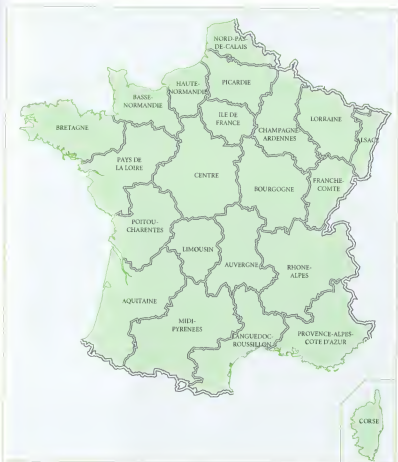 NORD-PAS-
DE-CALAIS
HAUTE-
NORMANDIE
PICARDIE
BASSE-
NORMANDIE
ILE DE
FRANCE
CHAMPAGNE
ARDENNES
LORRAINE
ALSACE
BRETAGNE
PAYS DE
LA LOIRE
CENTRE
BOURGOGNE
FRANCHE-
COMTE
POITOU-
CHARENTES
LIMOUSIN
AUVERGNE
RHONE-
ALPES
AQUITAINE
MIDI-
PYRENEES
LANGUEDOC-
ROUSSILLON
PROVENCE-ALPES-
COTE D'AZUR
CORSE